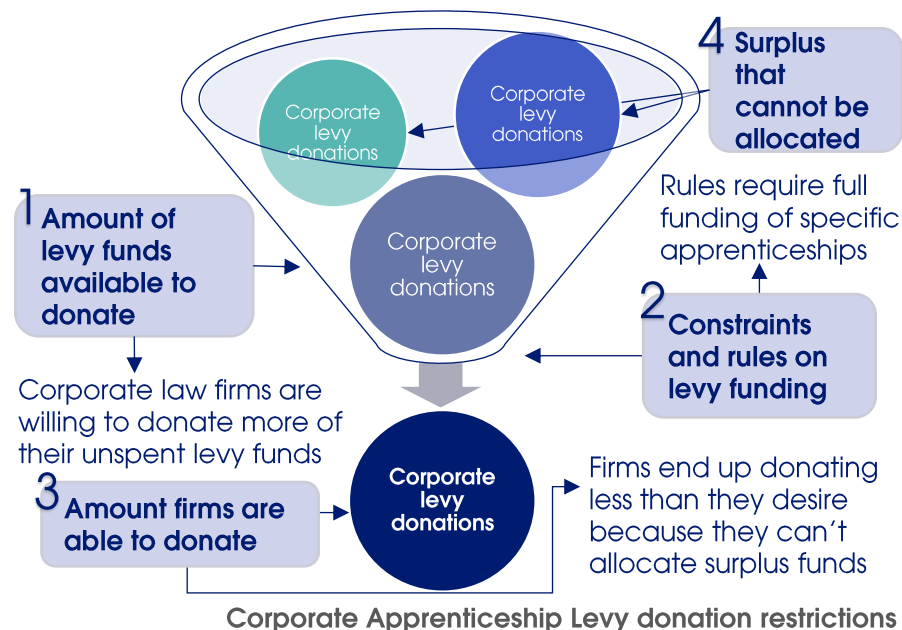 4
Surplus
that
cannot be
allocated
Corporate
levy
donations
Corporate
levy
donations
Rules require full
funding of specific
apprenticeships
1
Amount of
levy funds
available to
donate
Corporate
levy
donations
2
Constraints
and rules on
levy funding
Corporate law firms are
willing to donate more of
their unspent levy funds
3
Amount firms are
able to donate
Corporate
levy
donations
Firms end up donating
less than they desire
because they can't
allocate surplus funds
Corporate Apprenticeship Levy donation restrictions